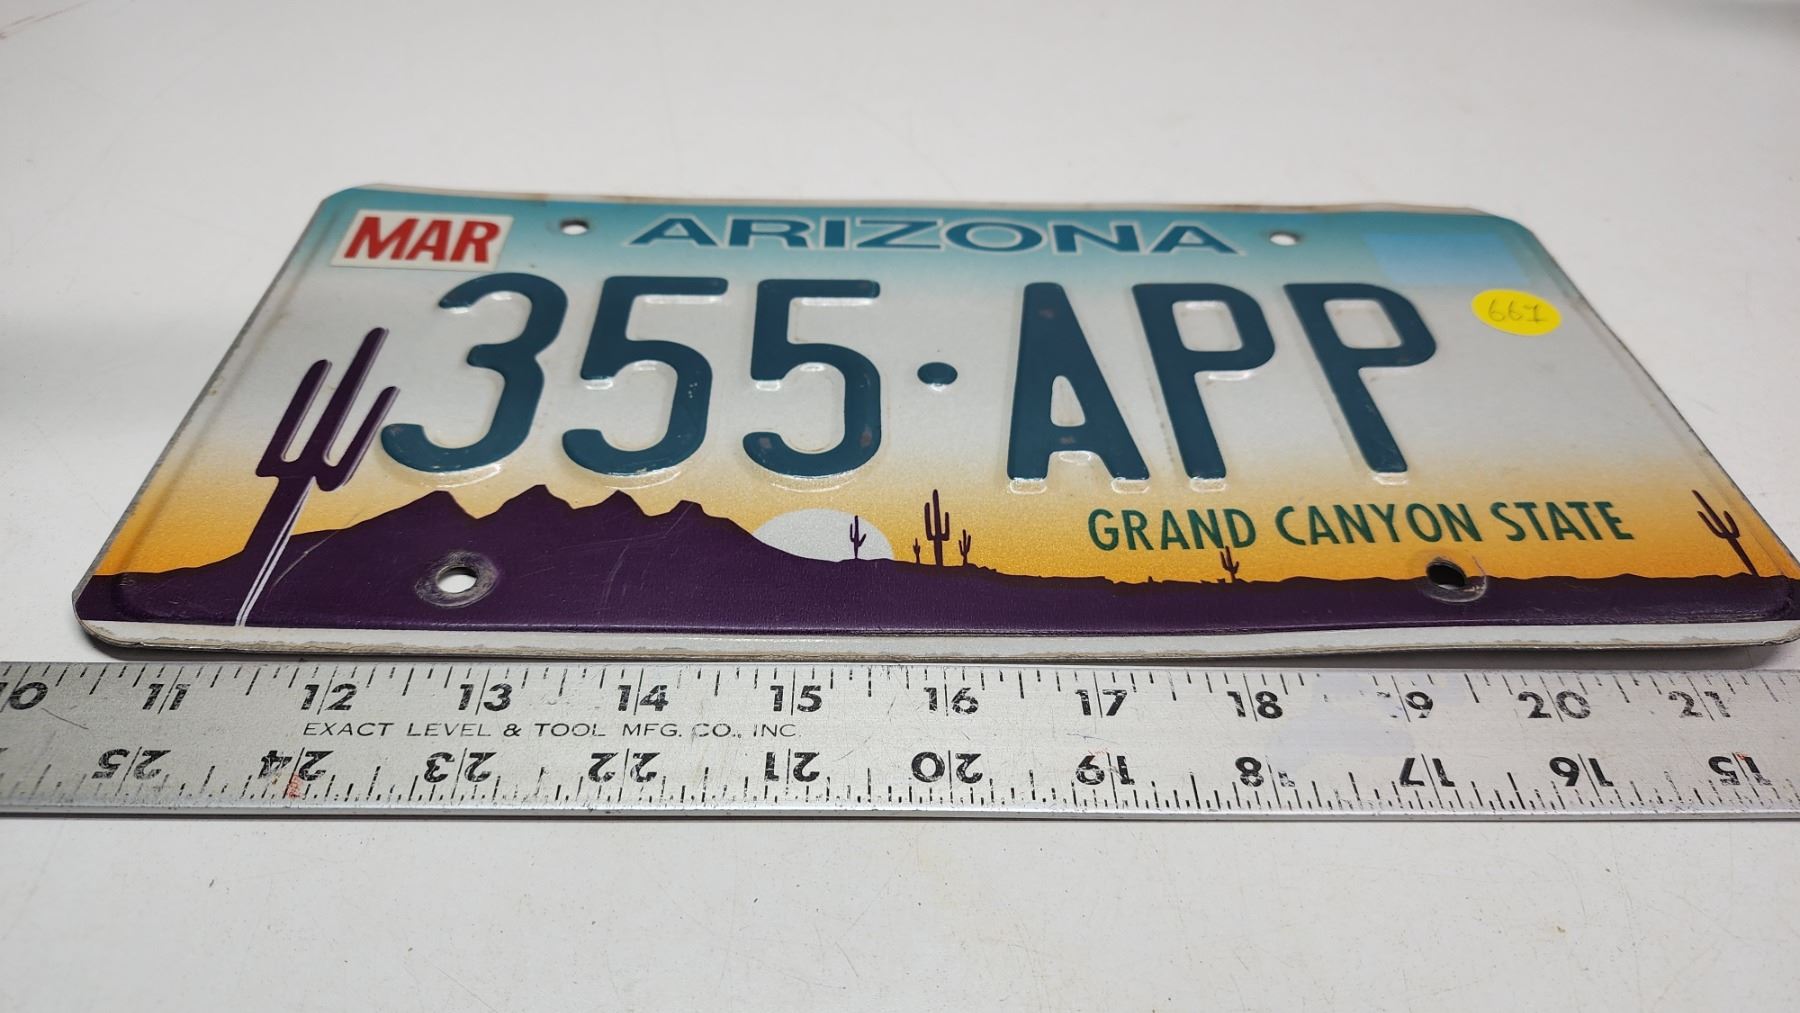 MAR ARIZONA
355·APP
667
GRAND CANYON STATE
10 11 12 13 14 15 16 17 18 19 20 21
EXACT LEVEL & TOOL MFG. CO., INC.
25 24 23 22 21 20 19 18 17 16 15